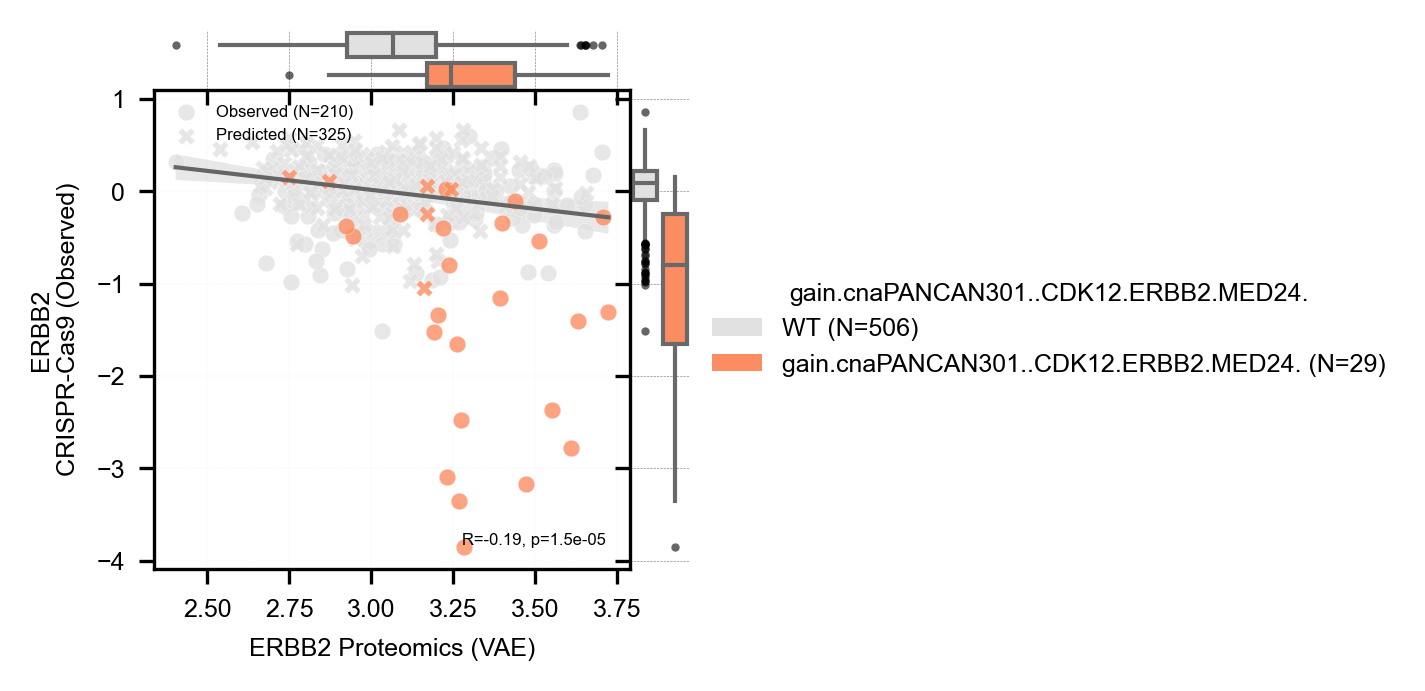 1
0
−1
−2
−3
−4
ERBB2
CRISPR-Cas9 (Observed)
Observed (N=210)
Predicted (N=325)
R=-0.19, p=1.5e-05
2.50 2.75 3.00 3.25 3.50 3.75
ERBB2 Proteomics (VAE)
gain.cnaPANCAN301..CDK12.ERBB2.MED24.
WT (N=506)
gain.cnaPANCAN301..CDK12.ERBB2.MED24. (N=29)